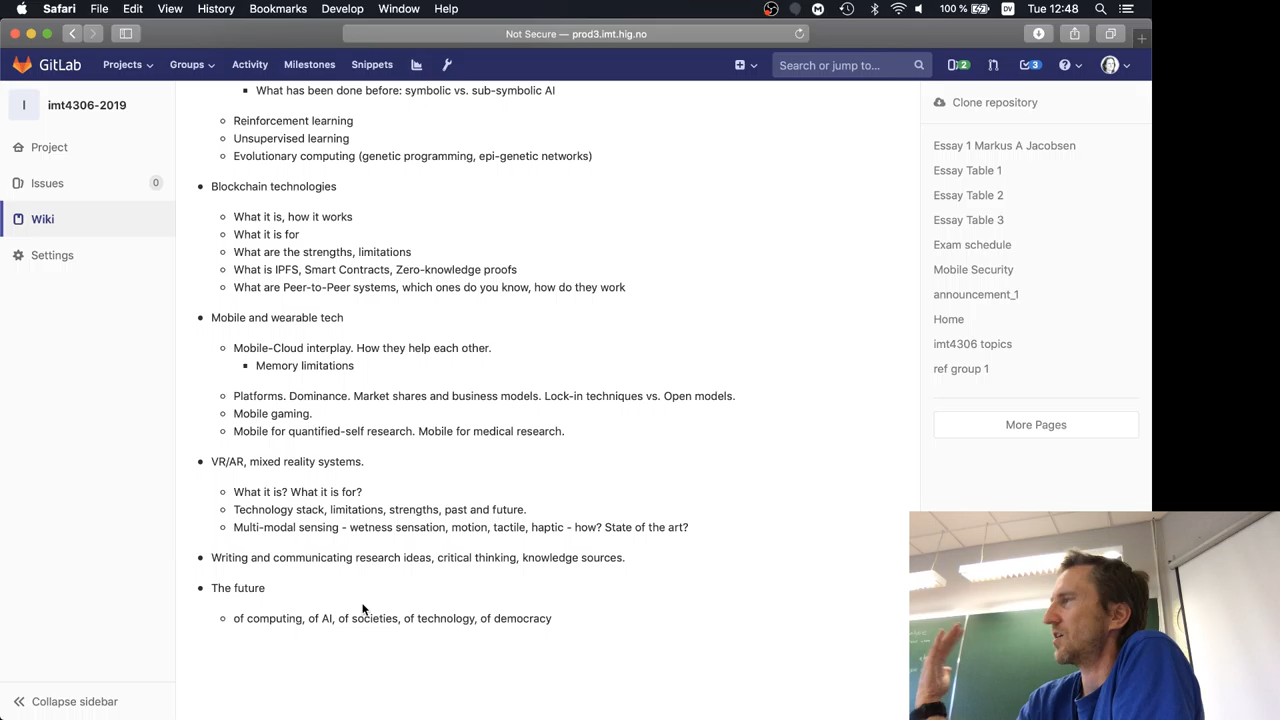 Safari File Edit View History Bookmarks Develop Window Help 100 % DV Tue 12:48
Not Secure — prod3.imt.hig.no
GitLab Projects Groups Activity Milestones Snippets Search or jump to... 2 3
I imt4306-2019
Project
Issues 0
Wiki
Settings
Collapse sidebar
What has been done before: symbolic vs. sub-symbolic AI
Reinforcement learning
Unsupervised learning
Evolutionary computing (genetic programming, epi-genetic networks)
Blockchain technologies
What it is, how it works
What it is for
What are the strengths, limitations
What is IPFS, Smart Contracts, Zero-knowledge proofs
What are Peer-to-Peer systems, which ones do you know, how do they work
Mobile and wearable tech
Mobile-Cloud interplay. How they help each other.
Memory limitations
Platforms. Dominance. Market shares and business models. Lock-in techniques vs. Open models.
Mobile gaming.
Mobile for quantified-self research. Mobile for medical research.
VR/AR, mixed reality systems.
What it is? What it is for?
Technology stack, limitations, strengths, past and future.
Multi-modal sensing - wetness sensation, motion, tactile, haptic - how? State of the art?
Writing and communicating research ideas, critical thinking, knowledge sources.
The future
of computing, of AI, of societies, of technology, of democracy
Clone repository
Essay 1 Markus A Jacobsen
Essay Table 1
Essay Table 2
Essay Table 3
Exam schedule
Mobile Security
announcement_1
Home
imt4306 topics
ref group 1
More Pages